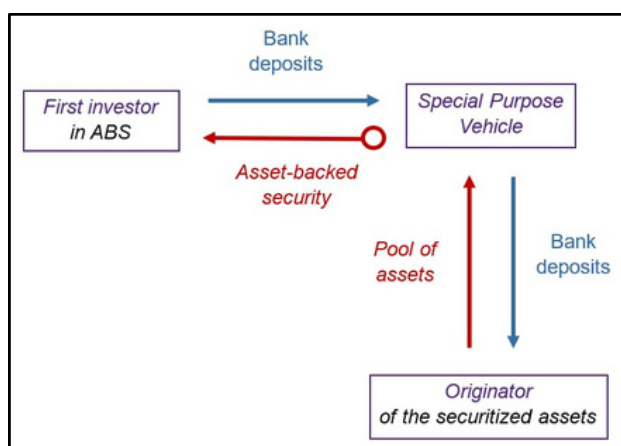 Bank
deposits
First investor
in ABS
Special Purpose
Vehicle
Asset-backed
security
Pool of
assets
Bank
deposits
Originator
of the securitized assets